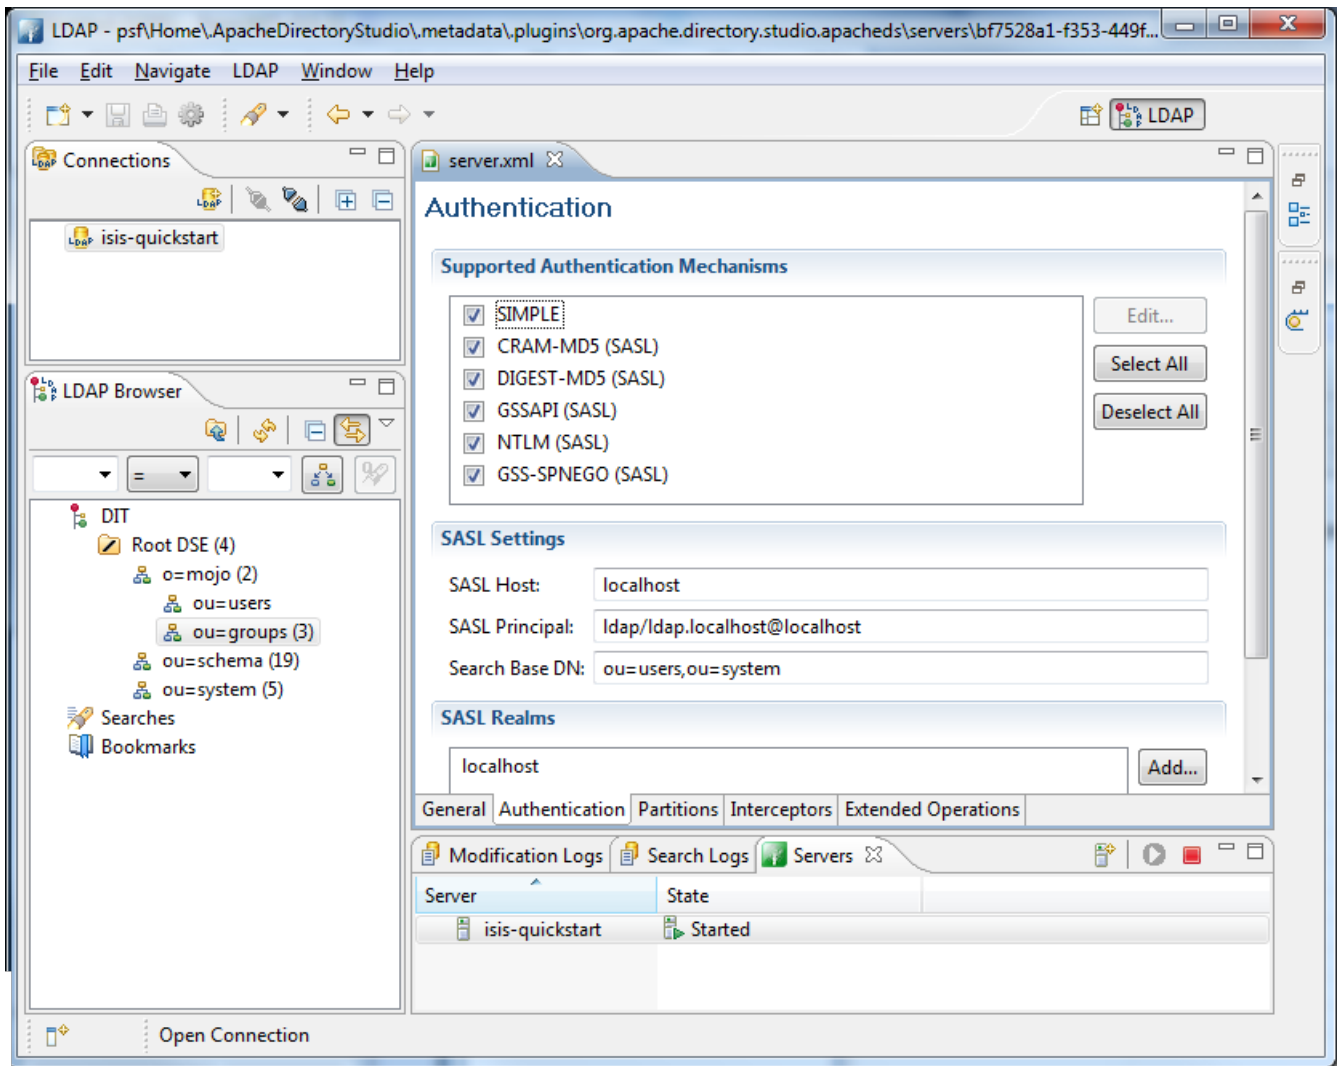 LDAP - psf\Home\.ApacheDirectoryStudio\.metadata\.plugins\org.apache.directory.studio.apacheds\servers\bf7528a1-f353-449f...
File Edit Navigate LDAP Window Help
LDAP
Connections
isis-quickstart
LDAP Browser
=
DIT
Root DSE (4)
o=mojo (2)
ou=users
ou=groups (3)
ou=schema (19)
ou=system (5)
Searches
Bookmarks
server.xml
Authentication
Supported Authentication Mechanisms
SIMPLE
CRAM-MD5 (SASL)
DIGEST-MD5 (SASL)
GSSAPI (SASL)
NTLM (SASL)
GSS-SPNEGO (SASL)
Edit...
Select All
Deselect All
SASL Settings
SASL Host: localhost
SASL Principal: ldap/ldap.localhost@localhost
Search Base DN: ou=users,ou=system
SASL Realms
localhost
Add...
General Authentication Partitions Interceptors Extended Operations
Modification Logs Search Logs Servers
Server State
isis-quickstart Started
Open Connection